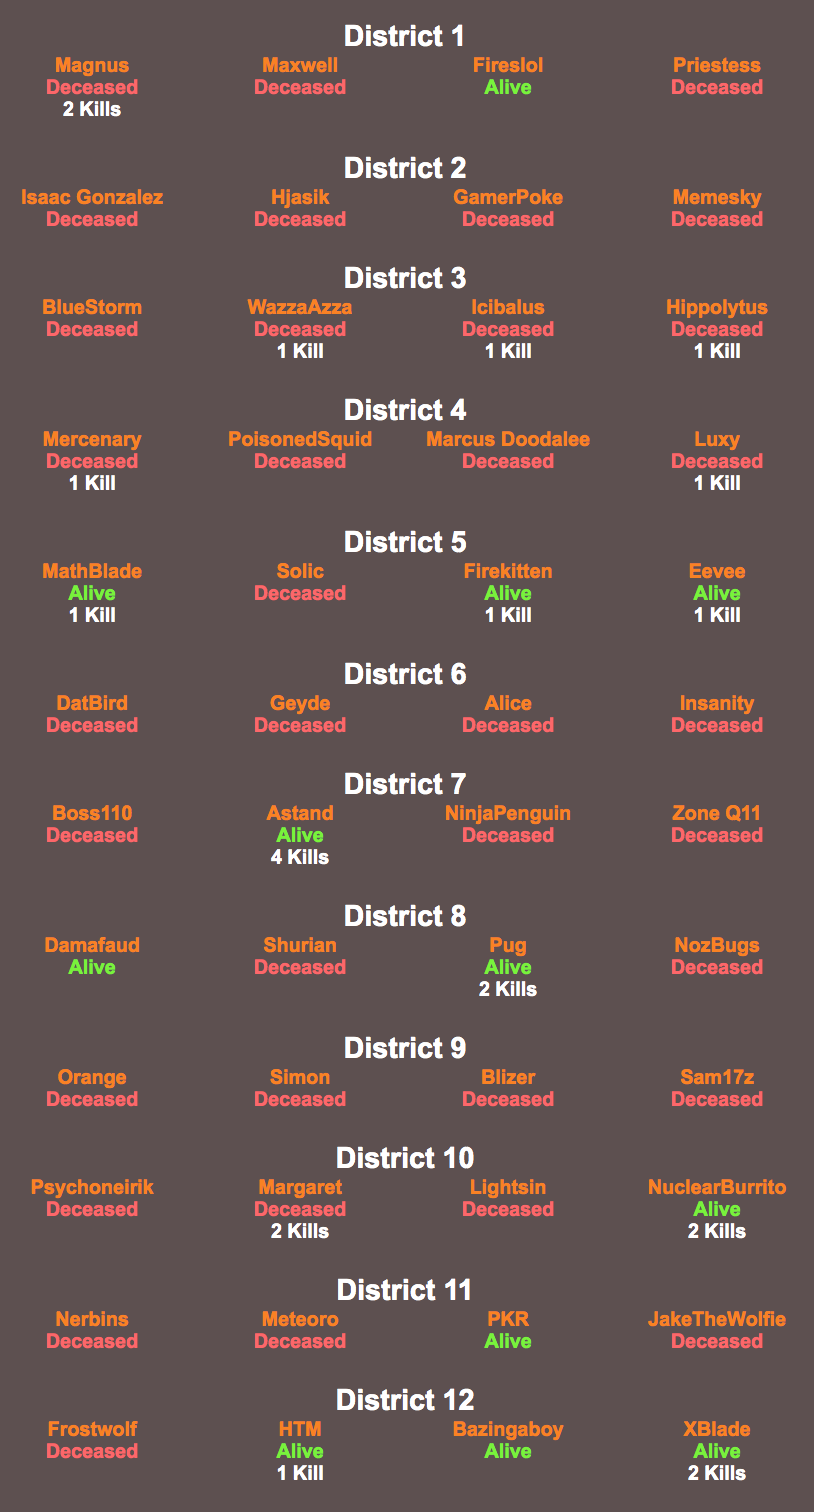 District 1
Magnus Maxwell Fireslol Priestess
Deceased Deceased Alive Deceased
2 Kills
District 2
Isaac Gonzalez Hjasik GamerPoke Memesky
Deceased Deceased Deceased Deceased
District 3
BlueStorm WazzaAzza Icibalus Hippolytus
Deceased Deceased Deceased Deceased
1 Kill 1 Kill 1 Kill
District 4
Mercenary PoisonedSquid Marcus Doodalee Luxy
Deceased Deceased Deceased Deceased
1 Kill 1 Kill
District 5
MathBlade Solic Firekitten Eevee
Alive Deceased Alive Alive
1 Kill 1 Kill 1 Kill
District 6
DatBird Geyde Alice Insanity
Deceased Deceased Deceased Deceased
District 7
Boss110 Astand NinjaPenguin Zone Q11
Deceased Alive Deceased Deceased
4 Kills
District 8
Damafaud Shurian Pug NozBugs
Alive Deceased Alive Deceased
2 Kills
District 9
Orange Simon Blizer Sam17z
Deceased Deceased Deceased Deceased
District 10
Psychoneirik Margaret Lightsin NuclearBurrito
Deceased Deceased Deceased Alive
2 Kills 2 Kills
District 11
Nerbins Meteoro PKR JakeTheWolfie
Deceased Deceased Alive Deceased
District 12
Frostwolf HTM Bazingaboy XBlade
Deceased Alive Alive Alive
1 Kill 2 Kills